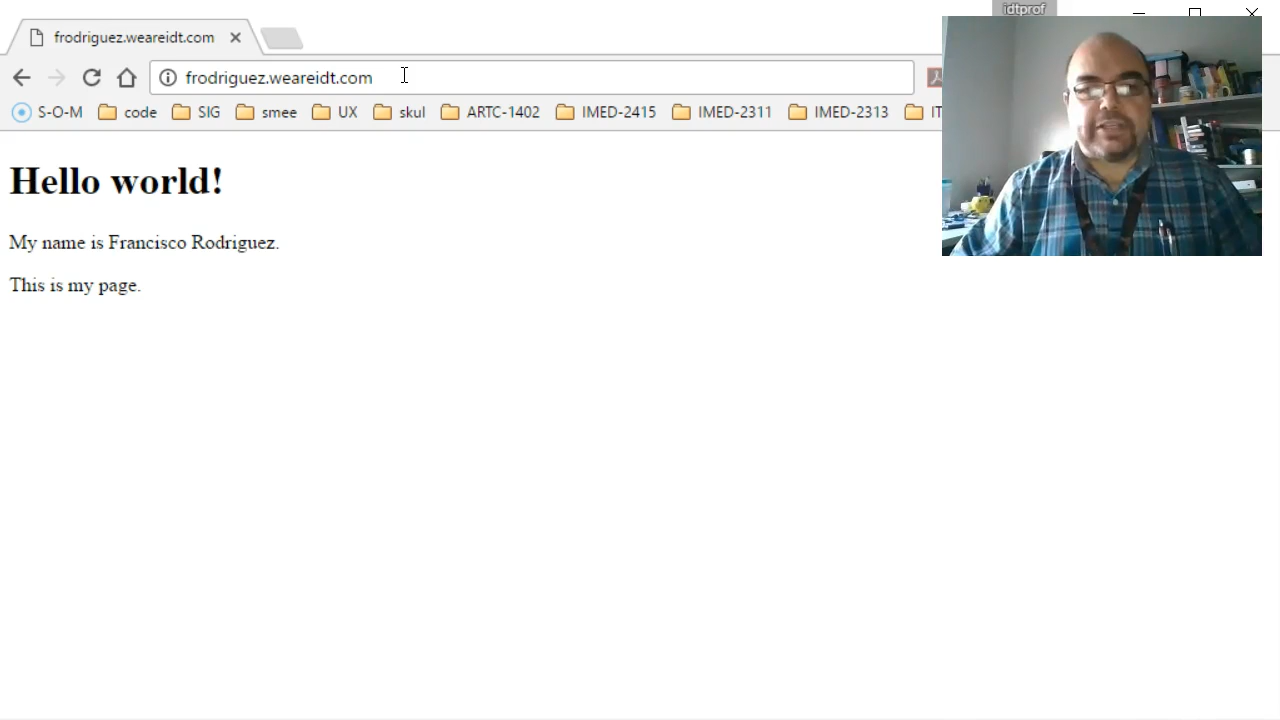 idtprof
frodriguez.weareidt.com
frodriguez.weareidt.com
S-O-M code SIG smee UX skul ARTC-1402 IMED-2415 IMED-2311 IMED-2313 IT
Hello world!
My name is Francisco Rodriguez.
This is my page.